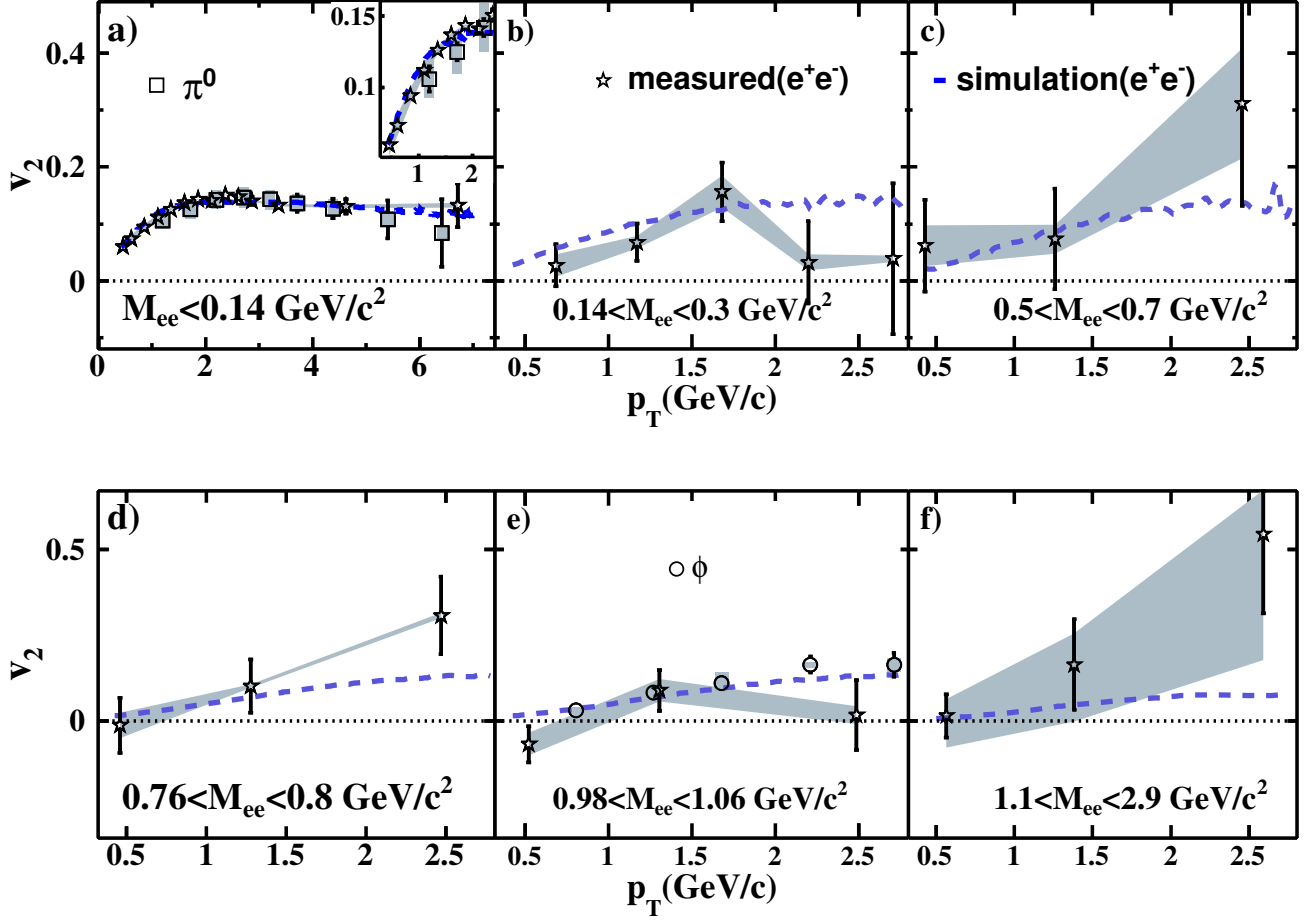 a) 0.15 b) c)
0.4 π⁰ measured(e⁺e⁻) simulation(e⁺e⁻)
0.1
v₂ 0.2 1 2
0
M_ee<0.14 GeV/c² 0.14<M_ee<0.3 GeV/c² 0.5<M_ee<0.7 GeV/c²
0 2 4 6 0.5 1 1.5 2 2.5 0.5 1 1.5 2 2.5
p_T(GeV/c)
d) e) f)
0.5 ϕ
v₂
0
0.76<M_ee<0.8 GeV/c² 0.98<M_ee<1.06 GeV/c² 1.1<M_ee<2.9 GeV/c²
0.5 1 1.5 2 2.5 0.5 1 1.5 2 2.5 0.5 1 1.5 2 2.5
p_T(GeV/c)